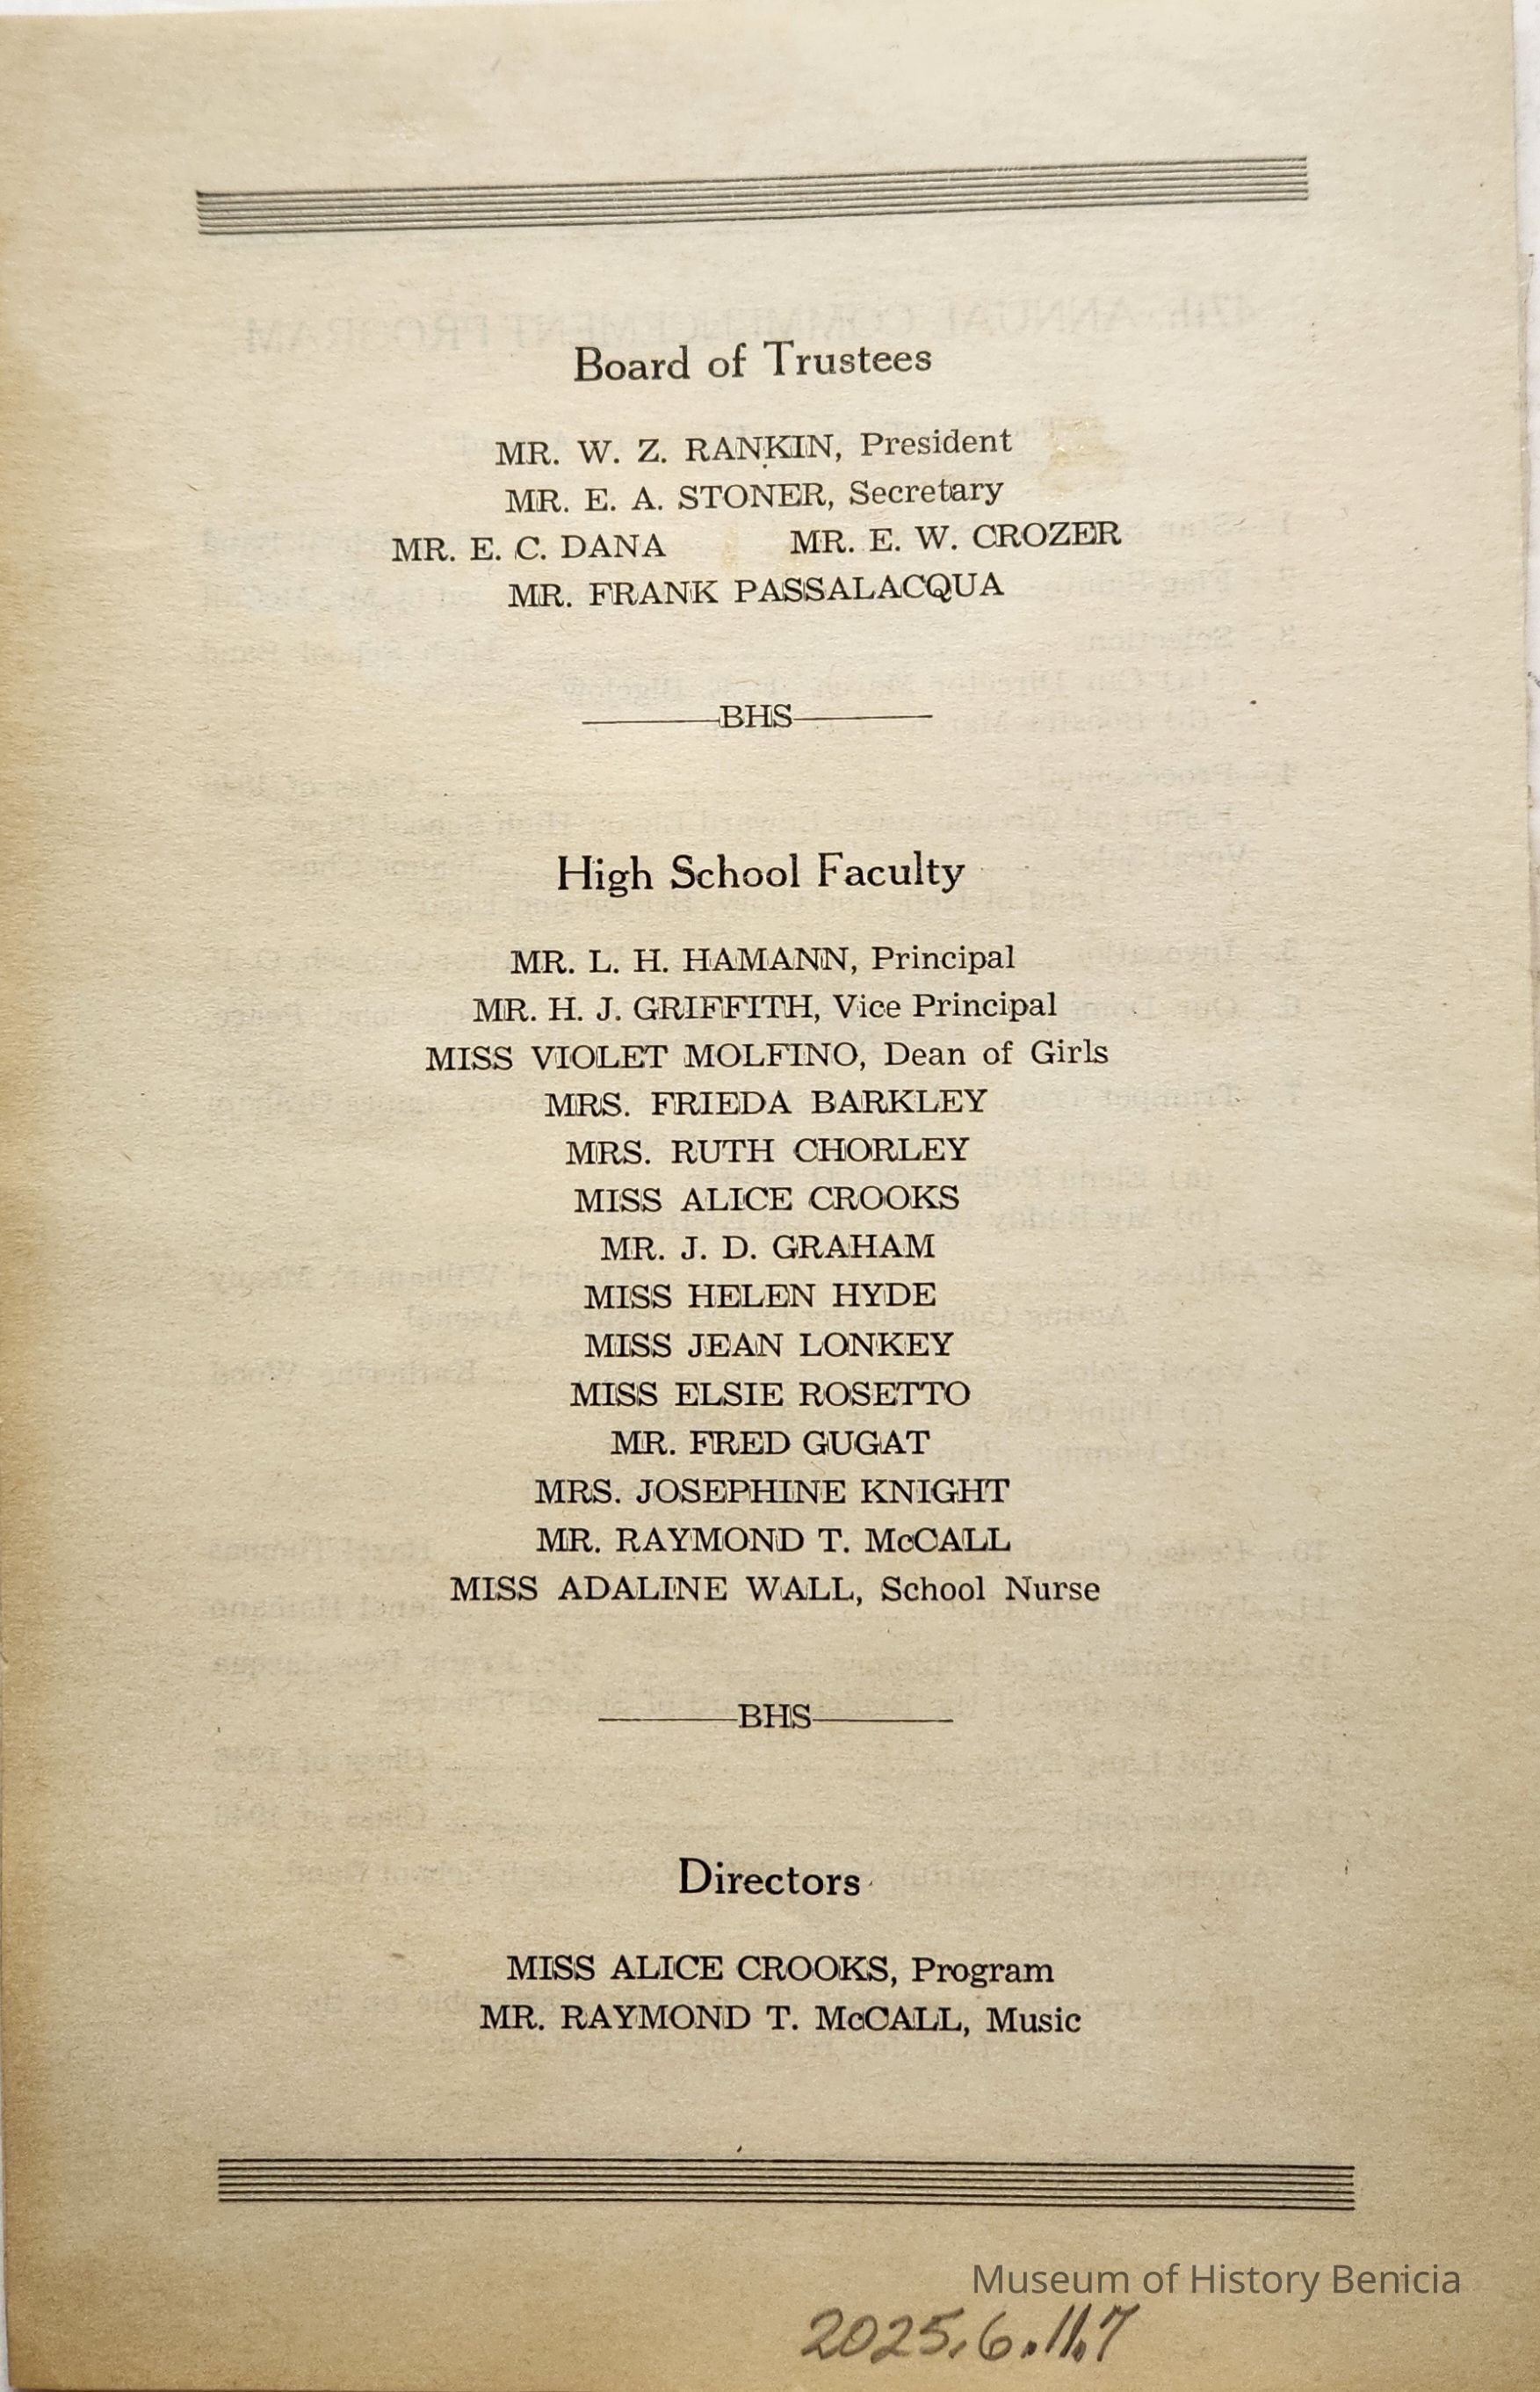 Board of Trustees
MR. W. Z. RANKIN, President
MR. E. A. STONER, Secretary
MR. E. C. DANA MR. E. W. CROZER
MR. FRANK PASSALACQUA
BHS
High School Faculty
MR. L. H. HAMANN, Principal
MR. H. J. GRIFFITH, Vice Principal
MISS VIOLET MOLFINO, Dean of Girls
MRS. FRIEDA BARKLEY
MRS. RUTH CHORLEY
MISS ALICE CROOKS
MR. J. D. GRAHAM
MISS HELEN HYDE
MISS JEAN LONKEY
MISS ELSIE ROSETTO
MR. FRED GUGAT
MRS. JOSEPHINE KNIGHT
MR. RAYMOND T. McCALL
MISS ADALINE WALL, School Nurse
BHS
Directors
MISS ALICE CROOKS, Program
MR. RAYMOND T. McCALL, Music
Museum of History Benicia
2025.6.11.7